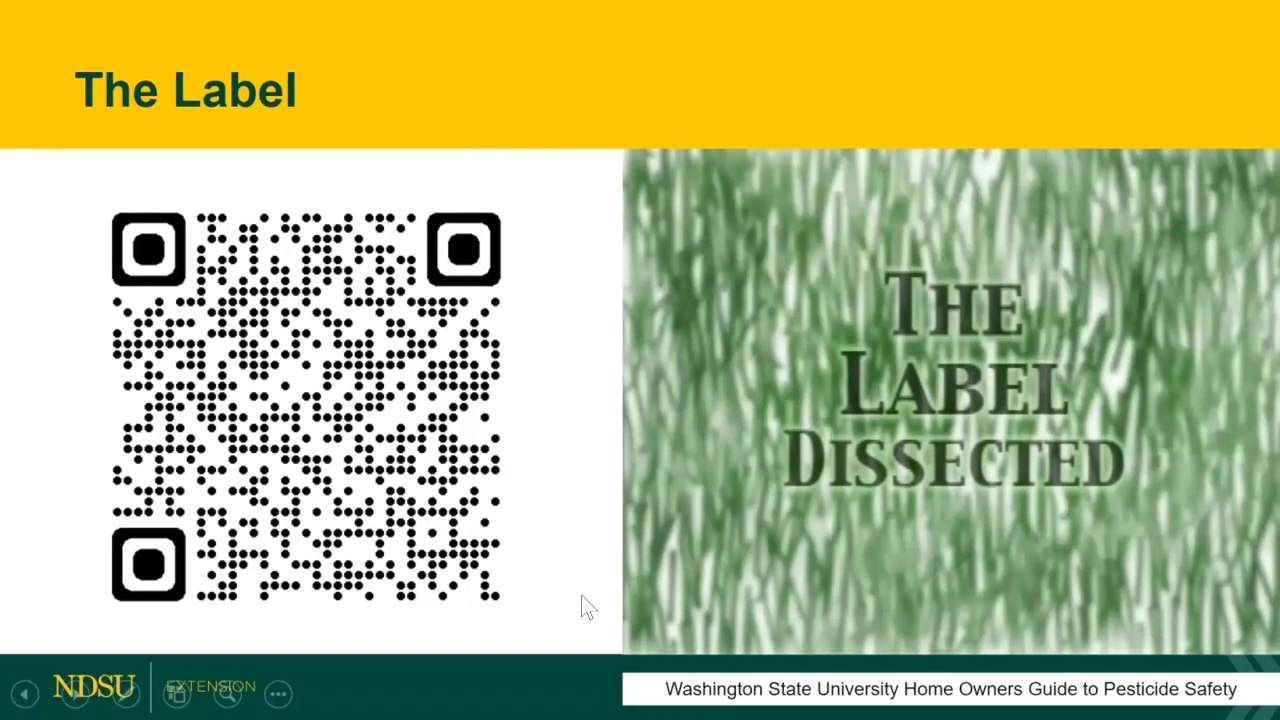 The Label
THE
LABEL
DISSECTED
NDSU
EXTENSION
Washington State University Home Owners Guide to Pesticide Safety